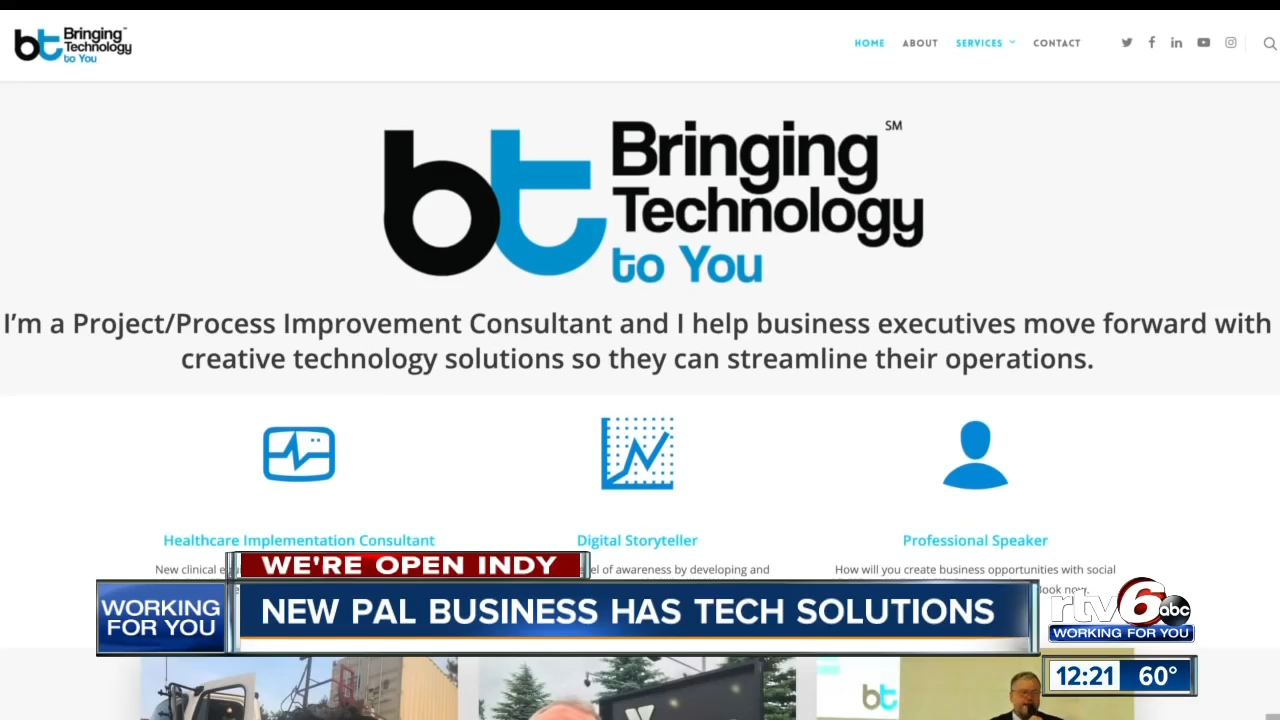 bt Bringing Technology to You
HOME ABOUT SERVICES CONTACT
bt Bringing SM
Technology
to You
I'm a Project/Process Improvement Consultant and I help business executives move forward with
creative technology solutions so they can streamline their operations.
Healthcare Implementation Consultant
Digital Storyteller
Professional Speaker
New clinical
of awareness by developing and
How will you create business opportunities with social
Book now.
WE'RE OPEN INDY
WORKING
FOR YOU
NEW PAL BUSINESS HAS TECH SOLUTIONS
rtv6 abc
WORKING FOR YOU
12:21 60°
bt